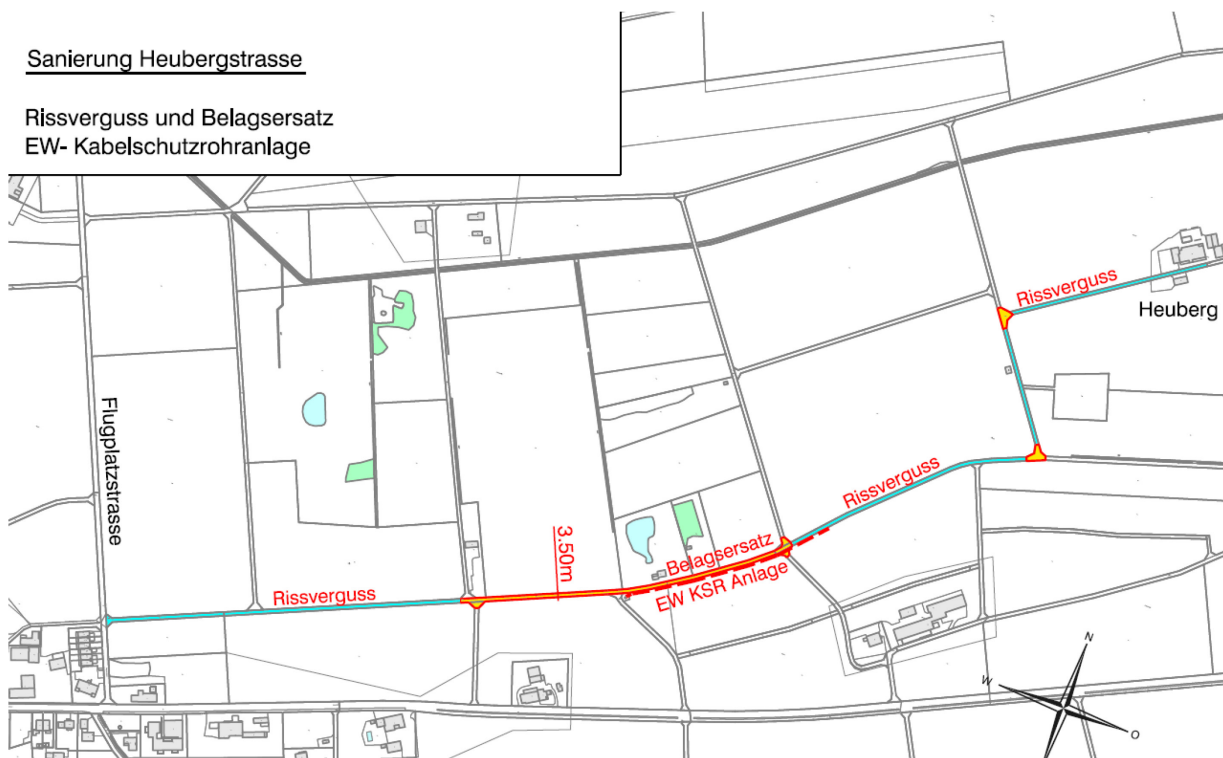 Sanierung Heubergstrasse
Rissverguss und Belagsersatz
EW- Kabelschutzrohranlage
Rissverguss
Heuberg
Flugplatzstrasse
Rissverguss
3.50m
Belagsersatz
EW KSR Anlage
Rissverguss
N
W
O